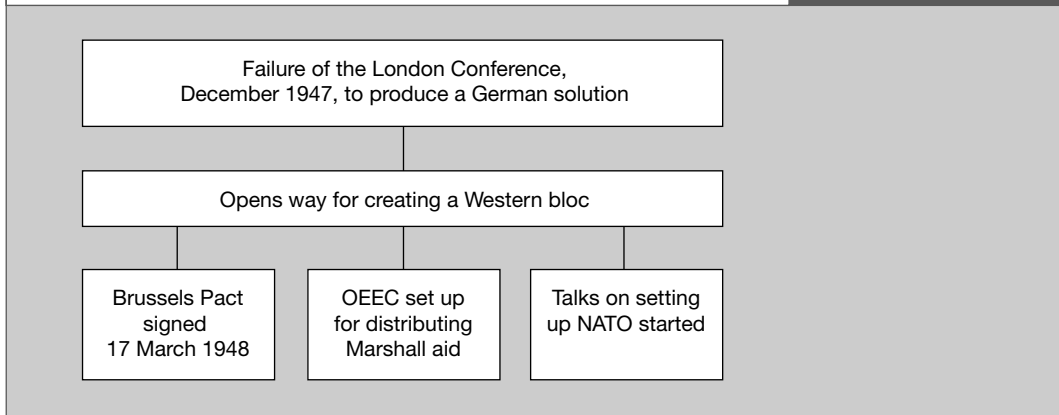 Failure of the London Conference,
December 1947, to produce a German solution
Opens way for creating a Western bloc
Brussels Pact
signed
17 March 1948
OEEC set up
for distributing
Marshall aid
Talks on setting
up NATO started